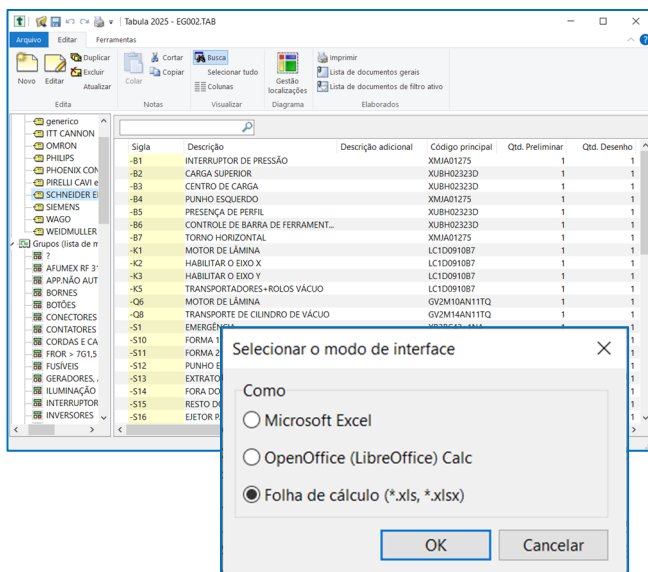 Tabula 2025 - EG002.TAB
Arquivo Editar Ferramentas
Novo Editar Duplicar Excluir Atualizar
Colar Cortar Copiar
Busca Selecionar tudo Colunas
Gestão localizações
Imprimir
Lista de documentos gerais
Lista de documentos de filtro ativo
Edita Notas Visualizar Diagrama Elaborados
generico
ITT CANNON
OMRON
PHILIPS
PHOENIX CON
PIRELLI CAVI e
SCHNEIDER El
SIEMENS
WAGO
WEIDMULLER
Grupos (lista de m
?
AFUMEX RF 3
APP.NÃO AUT
BORNES
BOTÕES
CONECTORES
CONTATORES
CORDAS E CA
FROR > 7G1,5
FUSÍVEIS
GERADORES,
ILUMINAÇÃO
INTERRUPTOR
INVERSORES
Sigla Descrição Descrição adicional Código principal Qtd. Preliminar Qtd. Desenho
-B1 INTERRUPTOR DE PRESSÃO XMJA01275 1 1
-B2 CARGA SUPERIOR XUBH02323D 1 1
-B3 CENTRO DE CARGA XUBH02323D 1 1
-B4 PUNHO ESQUERDO XMJA01275 1 1
-B5 PRESENÇA DE PERFIL XUBH02323D 1 1
-B6 CONTROLE DE BARRA DE FERRAMENT... XUBH02323D 1 1
-B7 TORNO HORIZONTAL XMJA01275 1 1
-K1 MOTOR DE LÂMINA LC1D0910B7 1 1
-K2 HABILITAR O EIXO X LC1D0910B7 1 1
-K3 HABILITAR O EIXO Y LC1D0910B7 1 1
-K5 TRANSPORTADORES+ROLOS VÁCUO LC1D0910B7 1 1
-Q6 MOTOR DE LÂMINA GV2M10AN11TQ 1 1
-Q8 TRANSPORTE DE CILINDRO DE VÁCUO GV2M14AN11TQ 1 1
-S1 EMERGÊNCIA 1 1
-S10 FORMA 1
-S11 FORMA 2
-S12 PUNHO E
-S13 EXTRATO
-S14 FORA DO
-S15 RESTO DO
-S16 EJETOR P
Selecionar o modo de interface
Como
Microsoft Excel
OpenOffice (LibreOffice) Calc
Folha de cálculo (*.xls, *.xlsx)
OK Cancelar